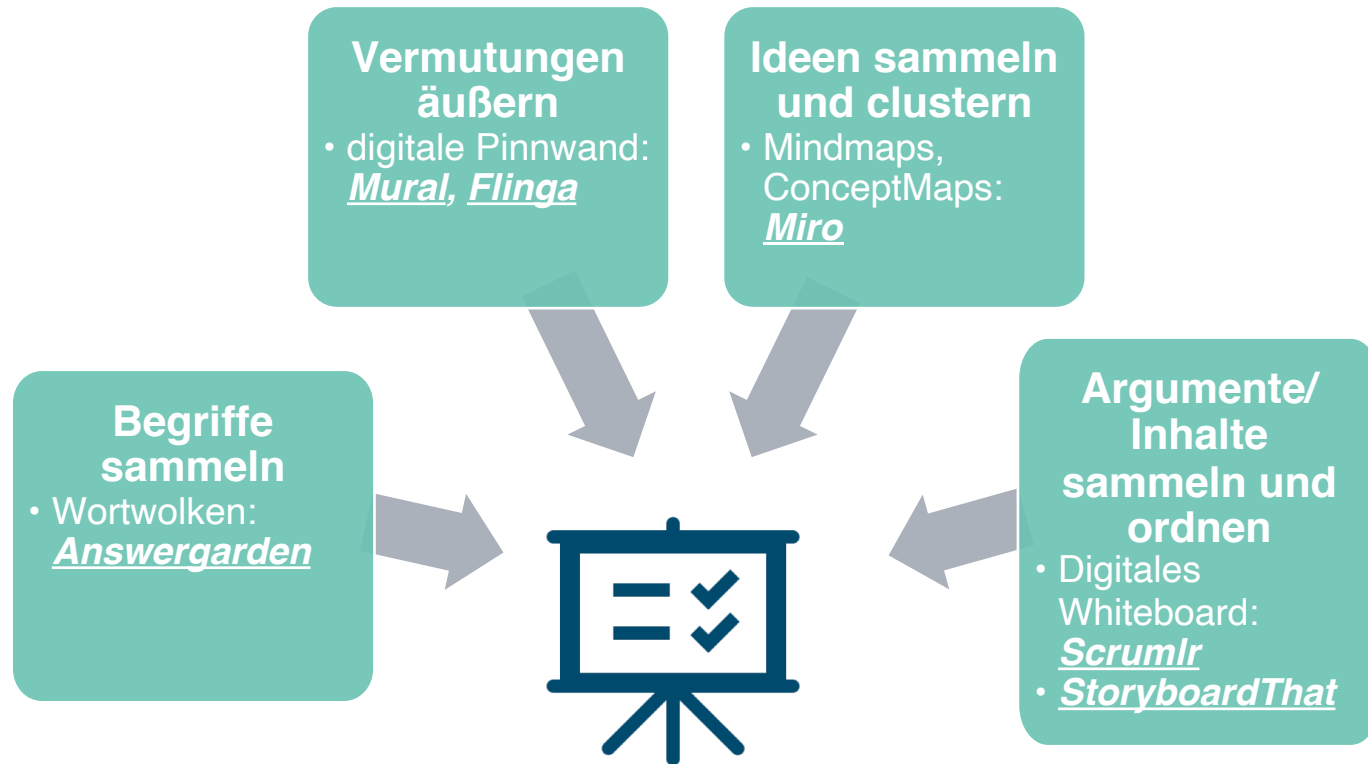 Vermutungen
äußern
• digitale Pinnwand:
Mural, Flinga
Ideen sammeln
und clustern
• Mindmaps,
ConceptMaps:
Miro
Begriffe
sammeln
• Wortwolken:
Answergarden
Argumente/
Inhalte
sammeln und
ordnen
• Digitales
Whiteboard:
Scrumlr
• StoryboardThat